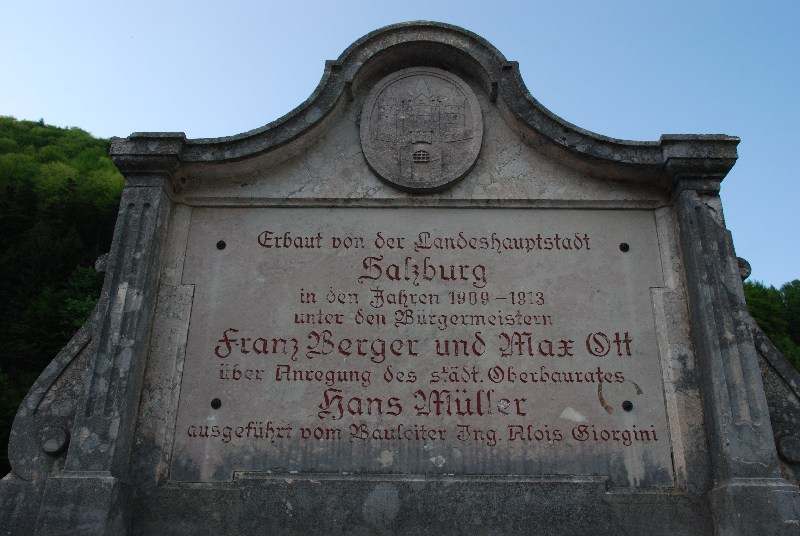 Erbaut von der Landeshauptstadt
Salzburg
in den Jahren 1909-1913
unter den Bürgermeistern
Franz Berger und Max Ott
über Anregung des städt. Oberbaurates
Hans Müller
ausgeführt vom Bauleiter Ing. Alois Giorgini